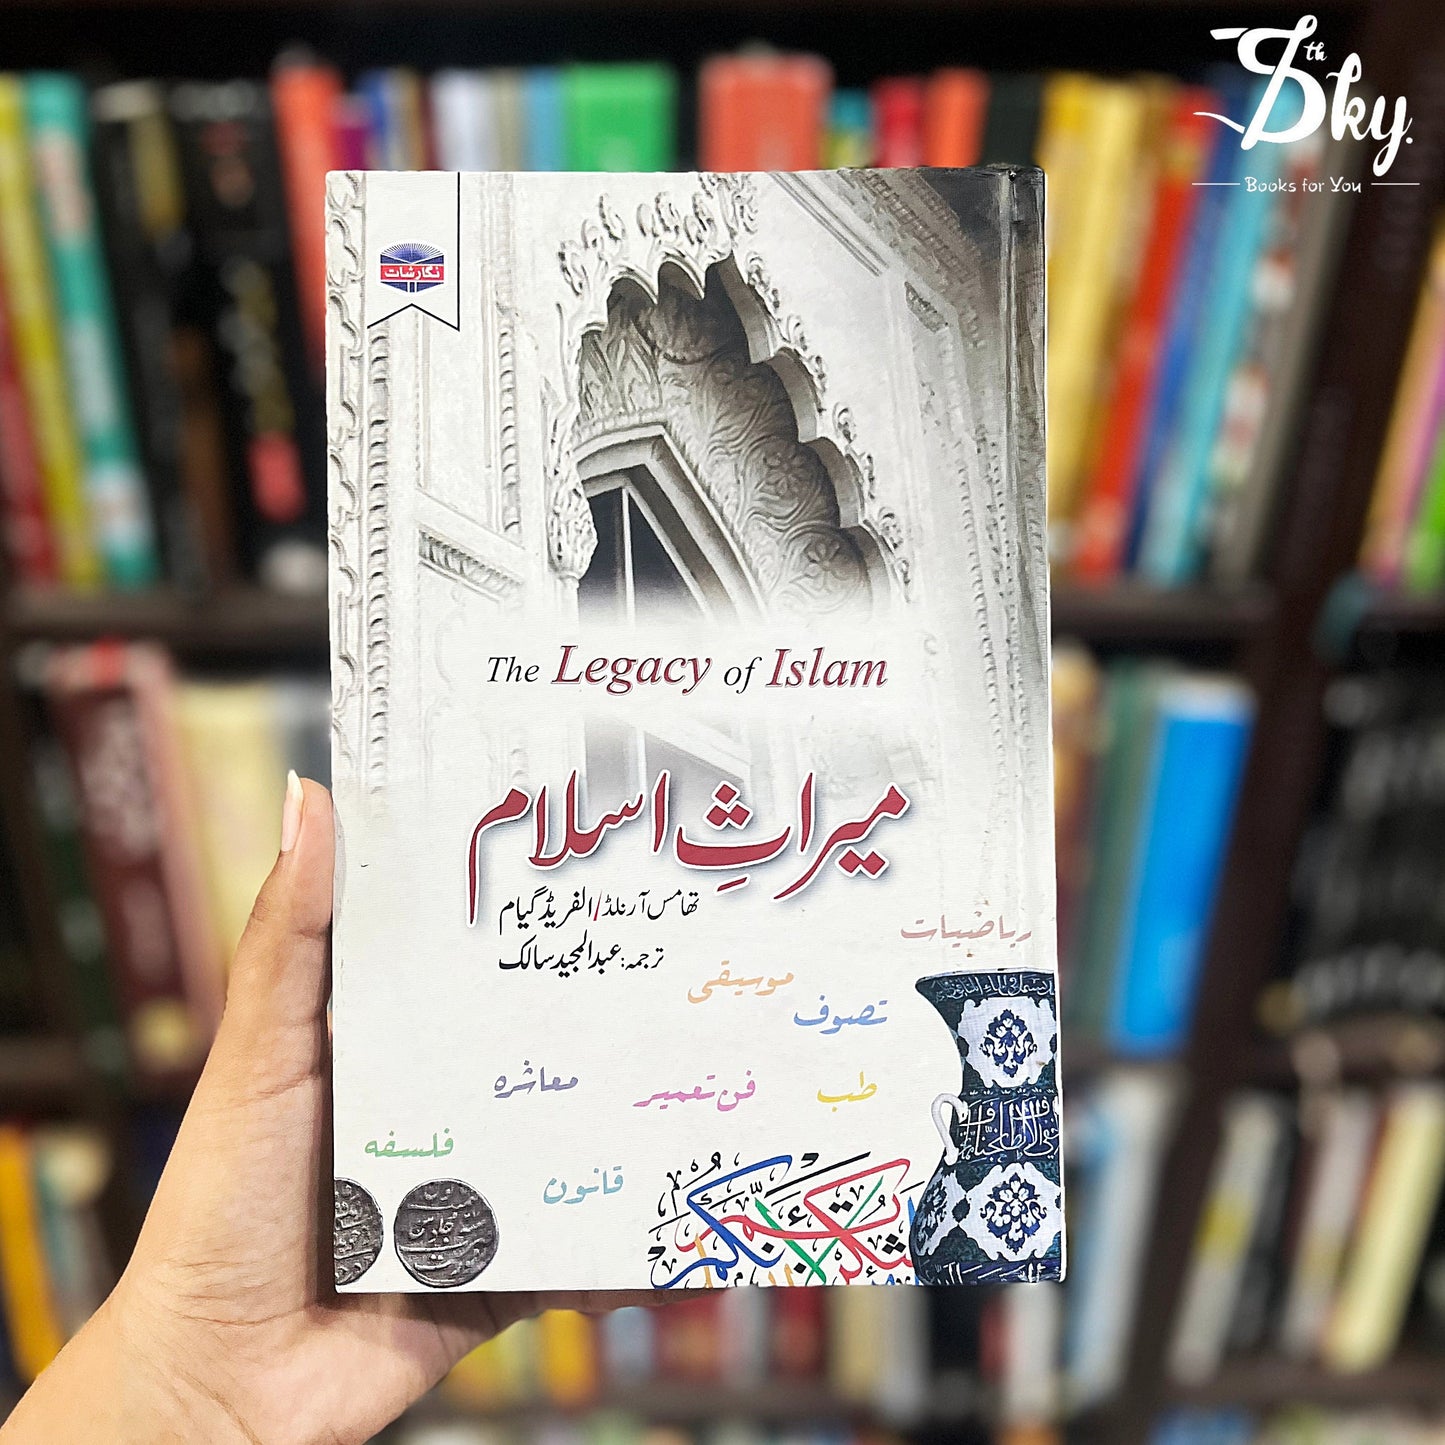 7th Sky.
Books for You
نگارشات
The Legacy of Islam
میراثِ اسلام
تھامس آرنلڈ/الفریڈ گیام
ترجمہ: عبدالمجید سالک
ریاضیات
موسیقی
تصوف
معاشرہ
فن تعمیر
طب
فلسفہ
قانون